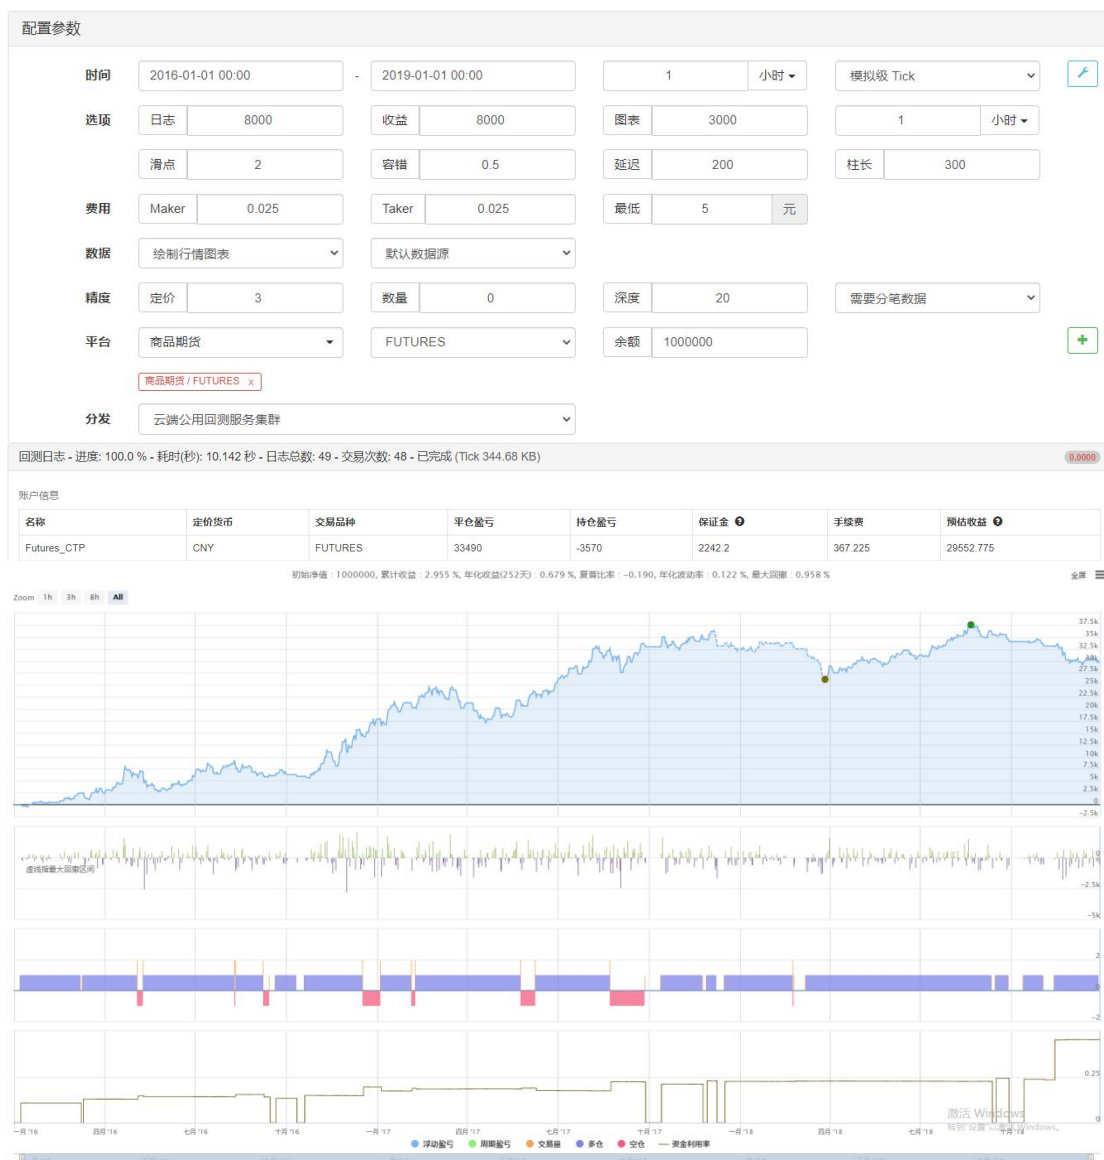 配置参数
时间 2016-01-01 00:00 - 2019-01-01 00:00 1 小时 模拟级 Tick
选项 日志 8000 收益 8000 图表 3000 1 小时
滑点 2 容错 0.5 延迟 200 柱长 300
费用 Maker 0.025 Taker 0.025 最低 5 元
数据 绘制行情图表 默认数据源
精度 定价 3 数量 0 深度 20 需要分笔数据
平台 商品期货 FUTURES 余额 1000000
商品期货 / FUTURES x
分发 云端公用回测服务集群
回测日志 - 进度: 100.0 % - 耗时(秒): 10.142 秒 - 日志总数: 49 - 交易次数: 48 - 已完成 (Tick 344.68 KB) 0.0000
账户信息
名称 定价货币 交易品种 平仓盈亏 持仓盈亏 保证金 手续费 预估收益
Futures_CTP CNY FUTURES 33490 -3570 2242.2 367.225 29552.775
初始净值 : 1000000, 累计收益 : 2.955 %, 年化收益(252天) : 0.679 %, 夏普比率 : -0.190, 年化波动率 : 0.122 %, 最大回撤 : 0.958 % 全屏
Zoom 1h 3h 8h All
37.5k
35k
32.5k
30k
27.5k
25k
22.5k
20k
17.5k
15k
12.5k
10k
7.5k
5k
2.5k
0
-2.5k
0
虚线指最大回撤区间
-2.5k
-5k
2
0
-2
0.25
0
激活 Windows
转到"设置"以激活 Windows。
一月 '16 四月 '16 七月 '16 十月 '16 一月 '17 四月 '17 七月 '17 十月 '17 一月 '18 四月 '18 七月 '18 十月 '18
浮动盈亏 周期盈亏 交易量 多仓 空仓 资金利用率